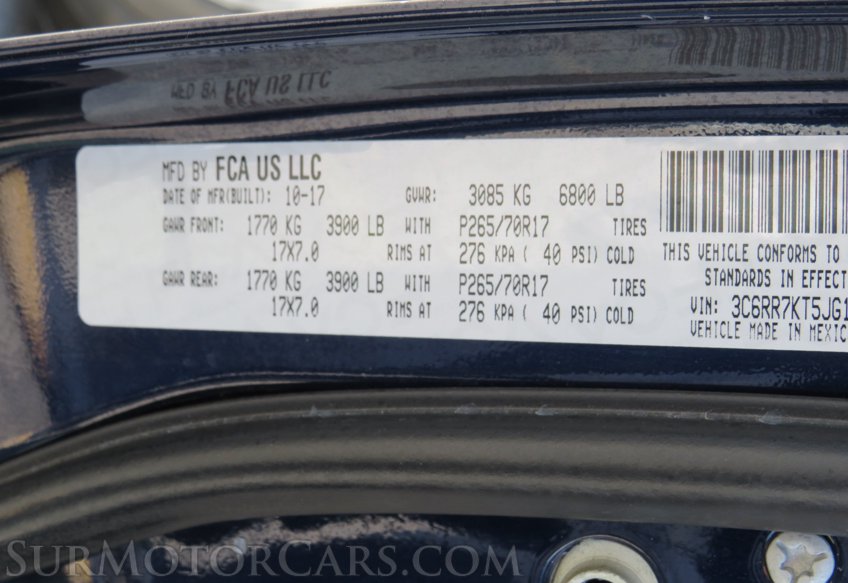 MFD BY FCA US LLC
MFD BY FCA US LLC
DATE OF MFR(BUILT): 10-17 GVWR: 3085 KG 6800 LB
GAWR FRONT: 1770 KG 3900 LB WITH P265/70R17 TIRES
17X7.0 RIMS AT 276 KPA ( 40 PSI) COLD
GAWR REAR: 1770 KG 3900 LB WITH P265/70R17 TIRES
17X7.0 RIMS AT 276 KPA ( 40 PSI) COLD
THIS VEHICLE CONFORMS TO
STANDARDS IN EFFECT
VIN: 3C6RR7KT5JG1
VEHICLE MADE IN MEXIC
SURMOTORCARS.COM